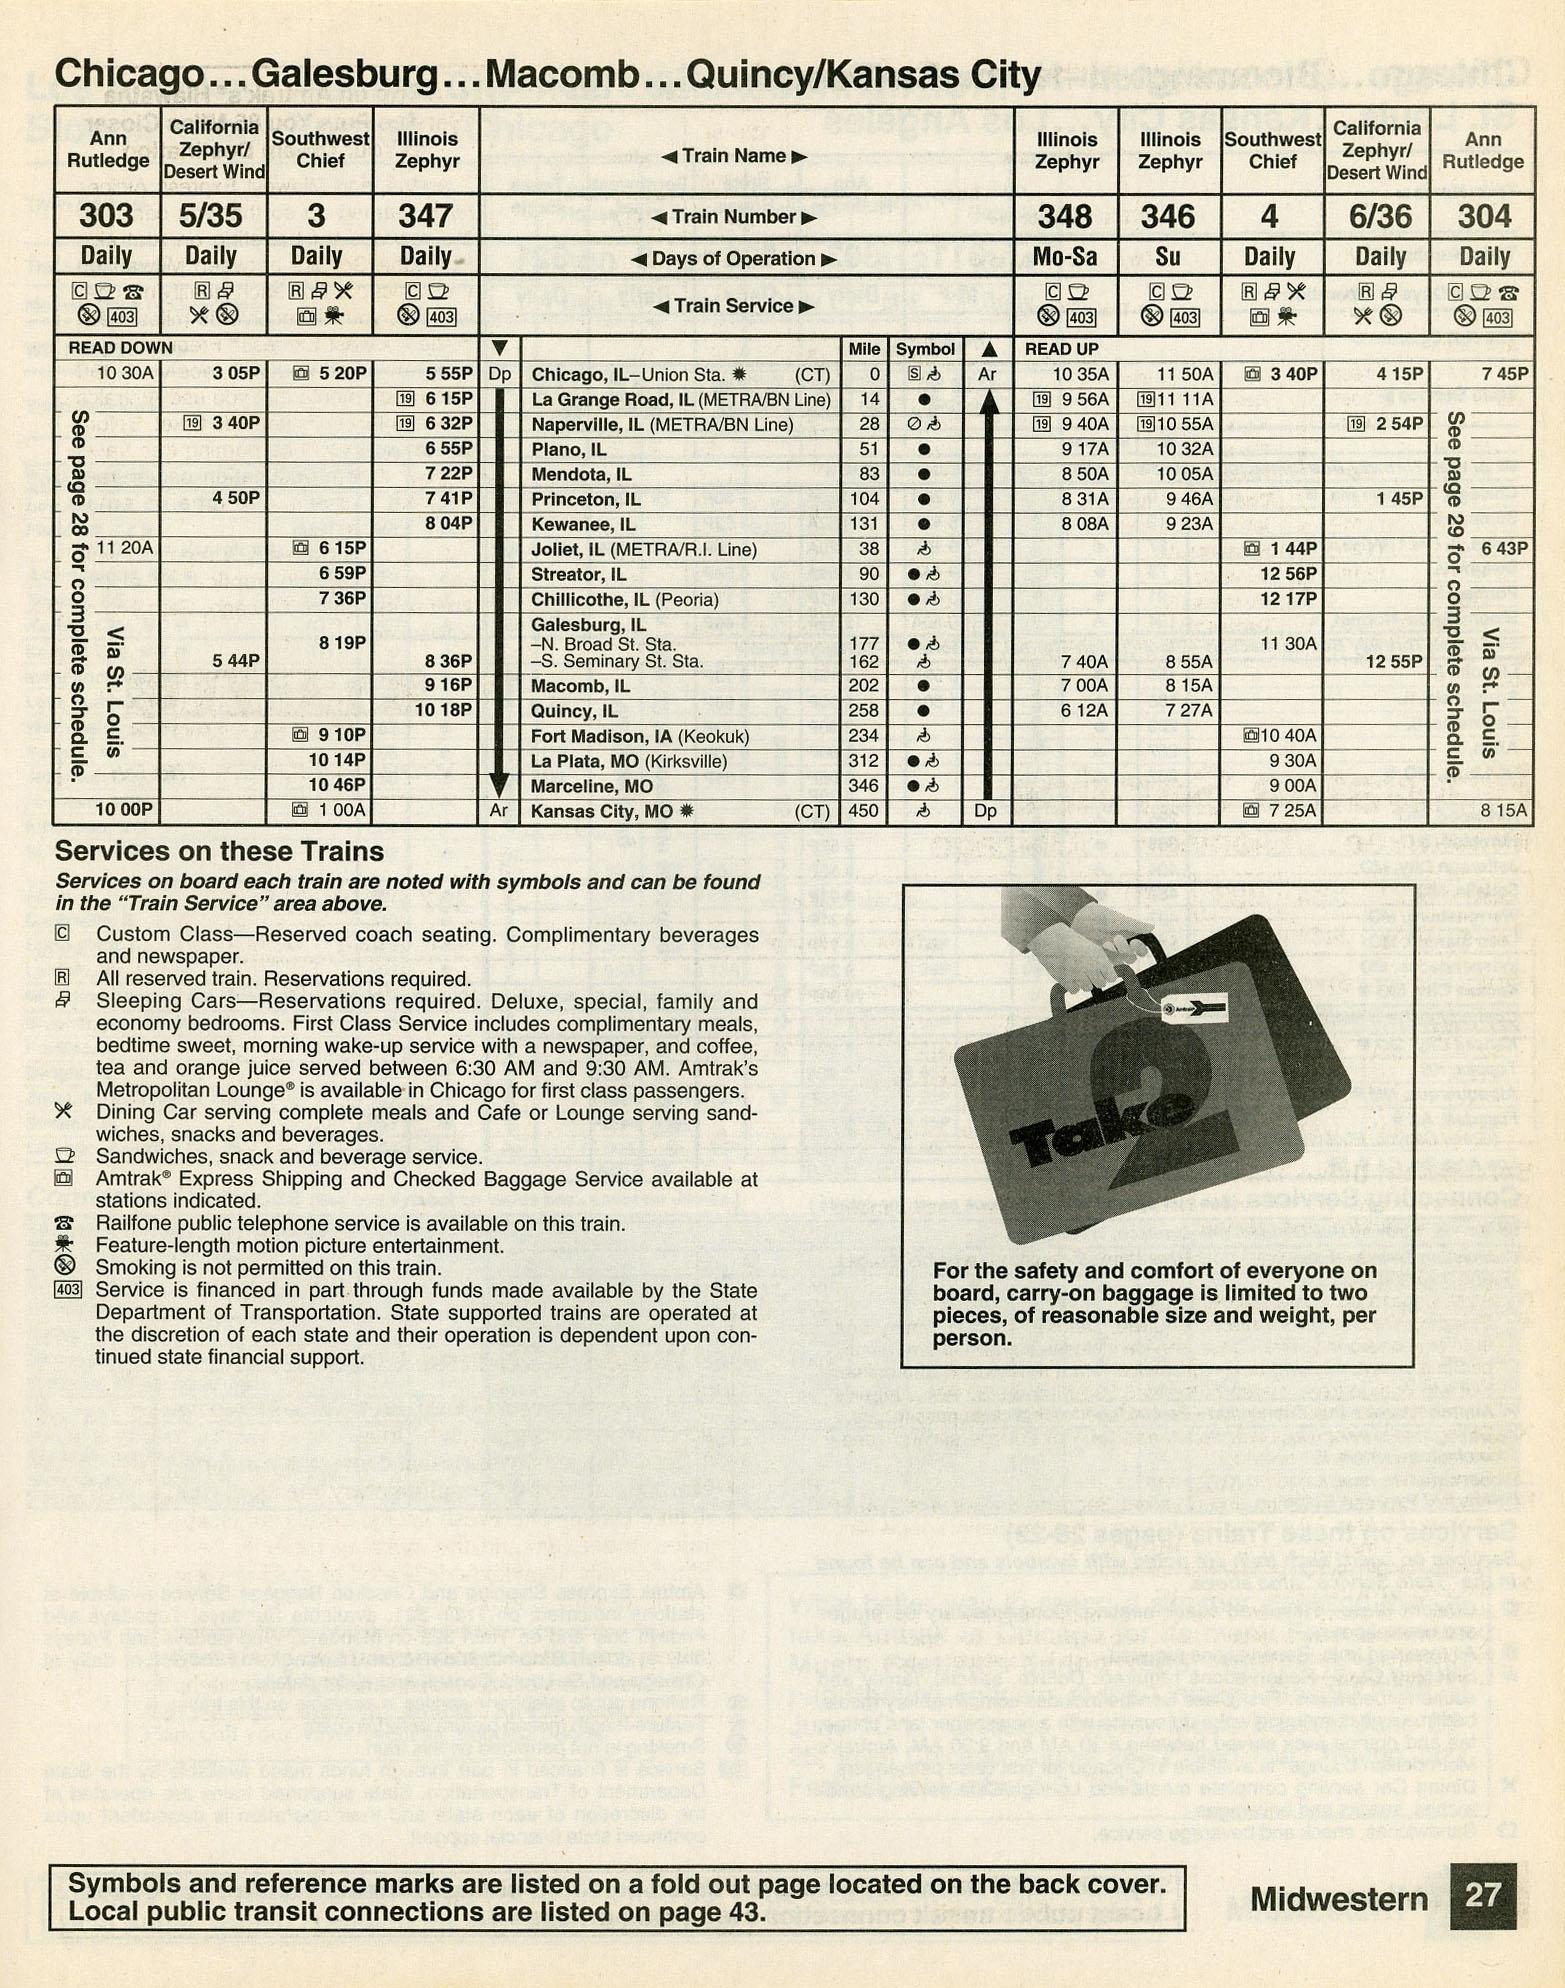 Chicago...Galesburg...Macomb...Quincy/Kansas City
Ann Rutledge | California Zephyr/ Desert Wind | Southwest Chief | Illinois Zephyr | ◄ Train Name ► | Illinois Zephyr | Illinois Zephyr | Southwest Chief | California Zephyr/ Desert Wind | Ann Rutledge
303 | 5/35 | 3 | 347 | ◄ Train Number ► | 348 | 346 | 4 | 6/36 | 304
Daily | Daily | Daily | Daily | ◄ Days of Operation ► | Mo-Sa | Su | Daily | Daily | Daily
C 403 | R | R | C 403 | ◄ Train Service ► | C 403 | C 403 | R | R | C 403
READ DOWN ▼ | Mile | Symbol | ▲ READ UP
10 30A | 3 05P | 5 20P | 5 55P | Dp | Chicago, IL–Union Sta. ✹ (CT) | 0 | S | Ar | 10 35A | 11 50A | 3 40P | 4 15P | 7 45P
19 6 15P | La Grange Road, IL (METRA/BN Line) | 14 | ● | 19 9 56A | 19 11 11A
19 3 40P | 19 6 32P | Naperville, IL (METRA/BN Line) | 28 | 19 9 40A | 19 10 55A | 19 2 54P
6 55P | Plano, IL | 51 | ● | 9 17A | 10 32A
7 22P | Mendota, IL | 83 | ● | 8 50A | 10 05A
4 50P | 7 41P | Princeton, IL | 104 | ● | 8 31A | 9 46A | 1 45P
8 04P | Kewanee, IL | 131 | ● | 8 08A | 9 23A
11 20A | 6 15P | Joliet, IL (METRA/R.I. Line) | 38 | 1 44P | 6 43P
6 59P | Streator, IL | 90 | ● | 12 56P
7 36P | Chillicothe, IL (Peoria) | 130 | ● | 12 17P
Galesburg, IL
8 19P | –N. Broad St. Sta. | 177 | ● | 11 30A
5 44P | 8 36P | –S. Seminary St. Sta. | 162 | 7 40A | 8 55A | 12 55P
9 16P | Macomb, IL | 202 | ● | 7 00A | 8 15A
10 18P | Quincy, IL | 258 | ● | 6 12A | 7 27A
9 10P | Fort Madison, IA (Keokuk) | 234 | 10 40A
10 14P | La Plata, MO (Kirksville) | 312 | ● | 9 30A
10 46P | Marceline, MO | 346 | ● | 9 00A
10 00P | 1 00A | Ar | Kansas City, MO ✹ (CT) | 450 | Dp | 7 25A | 8 15A
See page 28 for complete schedule.
Via St. Louis
See page 29 for complete schedule.
Via St. Louis
Services on these Trains
Services on board each train are noted with symbols and can be found
in the "Train Service" area above.
C Custom Class—Reserved coach seating. Complimentary beverages
and newspaper.
R All reserved train. Reservations required.
Sleeping Cars—Reservations required. Deluxe, special, family and
economy bedrooms. First Class Service includes complimentary meals,
bedtime sweet, morning wake-up service with a newspaper, and coffee,
tea and orange juice served between 6:30 AM and 9:30 AM. Amtrak's
Metropolitan Lounge® is available in Chicago for first class passengers.
Dining Car serving complete meals and Cafe or Lounge serving sand-
wiches, snacks and beverages.
Sandwiches, snack and beverage service.
Amtrak® Express Shipping and Checked Baggage Service available at
stations indicated.
Railfone public telephone service is available on this train.
Feature-length motion picture entertainment.
Smoking is not permitted on this train.
403 Service is financed in part through funds made available by the State
Department of Transportation. State supported trains are operated at
the discretion of each state and their operation is dependent upon con-
tinued state financial support.
Amtrak
Take 2
For the safety and comfort of everyone on
board, carry-on baggage is limited to two
pieces, of reasonable size and weight, per
person.
Symbols and reference marks are listed on a fold out page located on the back cover.
Local public transit connections are listed on page 43.
Midwestern 27